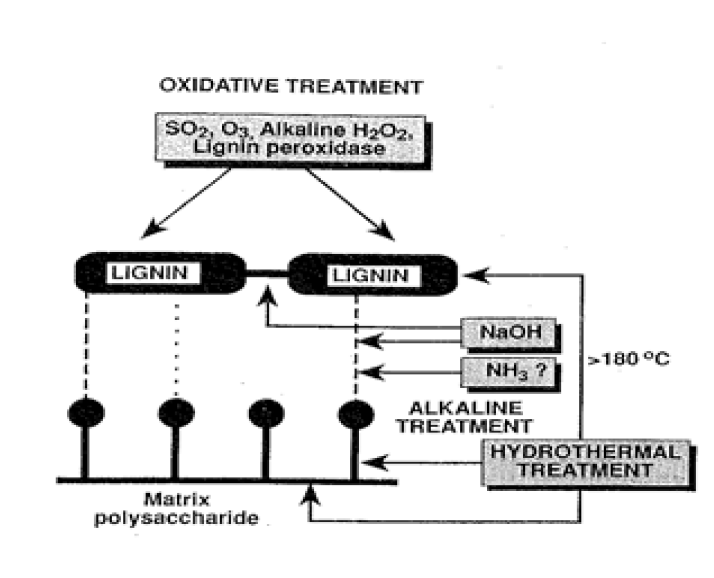 OXIDATIVE TREATMENT
SO₂, O₃, Alkaline H₂O₂,
Lignin peroxidase
LIGNIN
LIGNIN
NaOH
>180 ºC
NH₃ ?
ALKALINE
TREATMENT
HYDROTHERMAL
TREATMENT
Matrix
polysaccharide